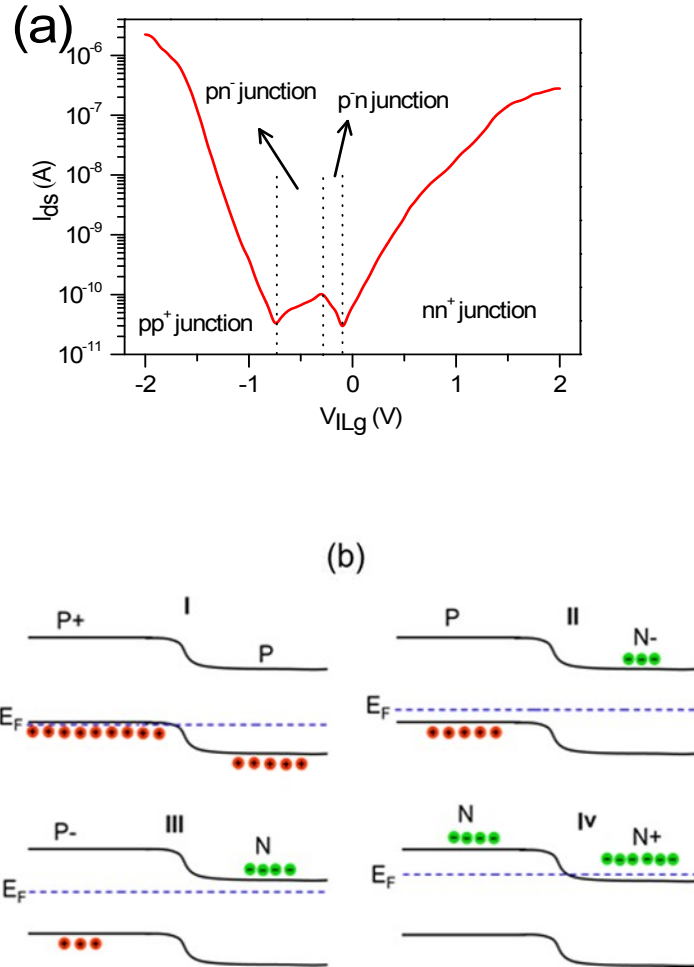 (a)
10⁻⁶
10⁻⁷
10⁻⁸
10⁻⁹
10⁻¹⁰
10⁻¹¹
I_ds (A)
pn⁻ junction
p⁻n junction
pp⁺ junction
nn⁺ junction
-2 -1 0 1 2
V_ILg (V)
(b)
I
P+
P
E_F
II
P
N-
E_F
III
P-
N
E_F
Iv
N
N+
E_F